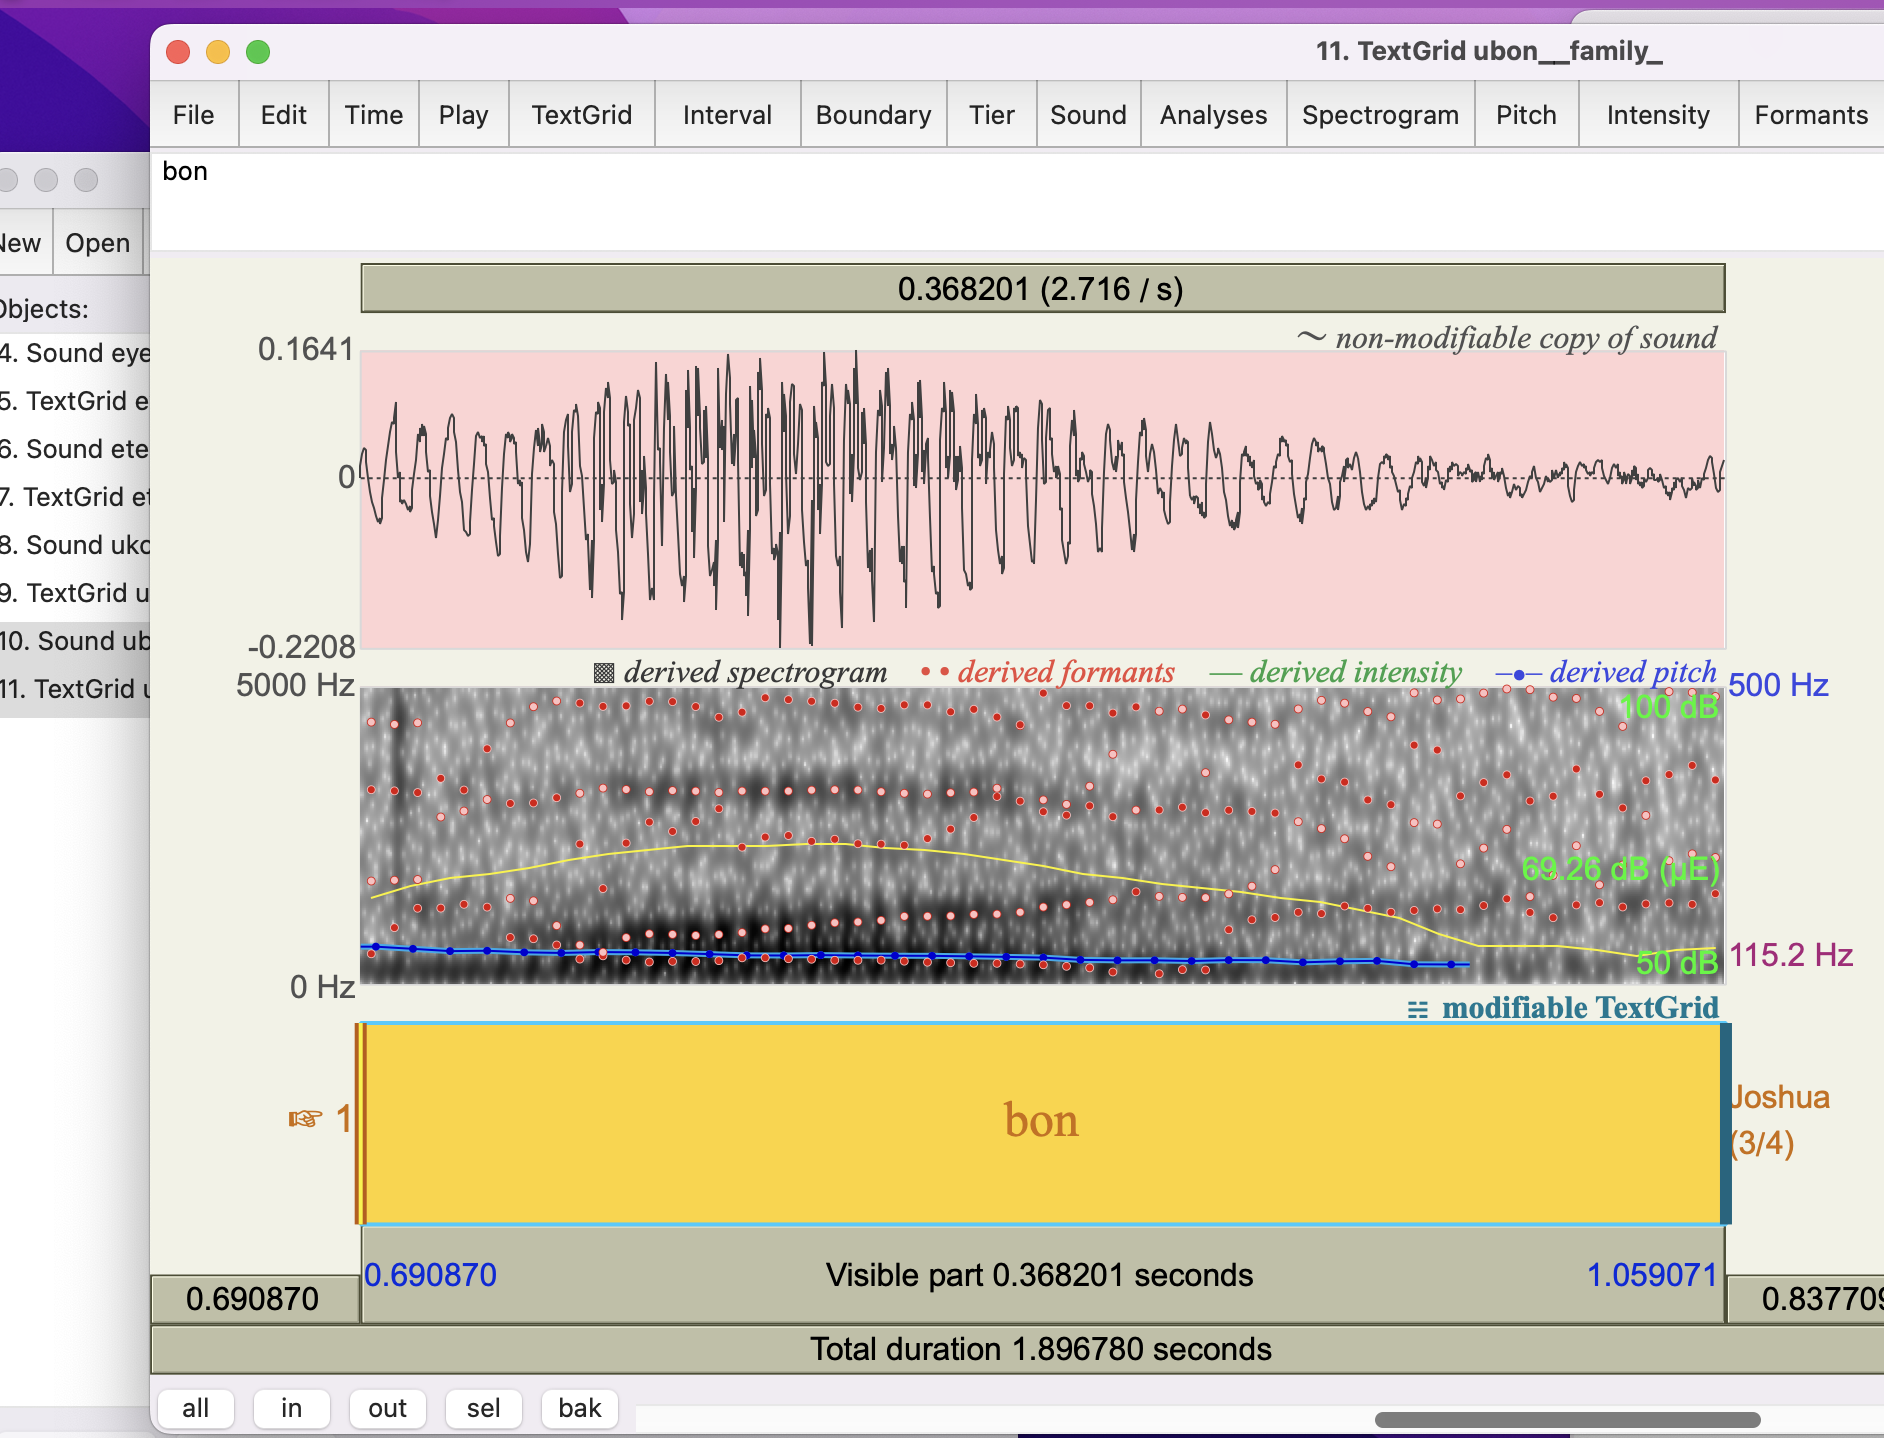 11. TextGrid ubon__family_
File Edit Time Play TextGrid Interval Boundary Tier Sound Analyses Spectrogram Pitch Intensity Formants
bon
New Open
Objects:
4. Sound eye
5. TextGrid e
6. Sound ete
7. TextGrid et
8. Sound uko
9. TextGrid u
10. Sound ub
11. TextGrid u
0.368201 (2.716 / s)
~ non-modifiable copy of sound
0.1641
0
-0.2208
derived spectrogram derived formants derived intensity derived pitch
5000 Hz
500 Hz
100 dB
69.26 dB (µE)
50 dB
115.2 Hz
0 Hz
modifiable TextGrid
☞ 1
bon
Joshua
(3/4)
0.690870 Visible part 0.368201 seconds 1.059071
0.690870
0.837709
Total duration 1.896780 seconds
all in out sel bak